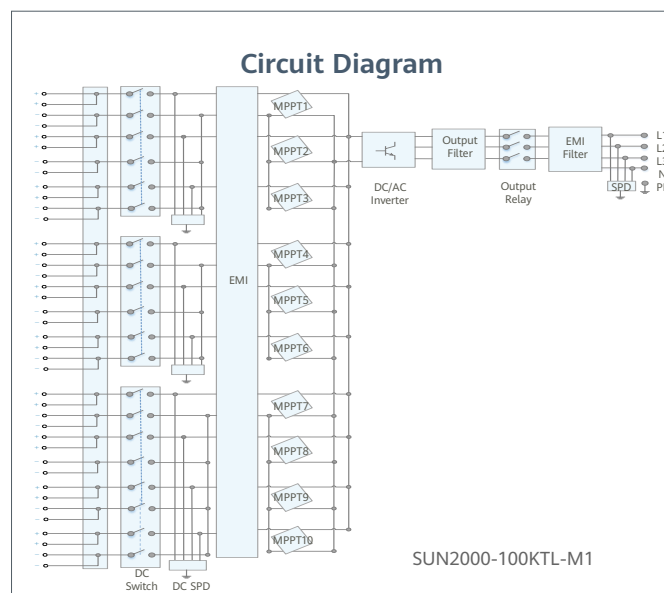 Circuit Diagram
MPPT1
MPPT2
MPPT3
MPPT4
MPPT5
MPPT6
MPPT7
MPPT8
MPPT9
MPPT10
EMI
DC
Switch
DC SPD
DC/AC
Inverter
Output
Filter
Output
Relay
EMI
Filter
SPD
L1
L2
L3
N
PE
SUN2000-100KTL-M1